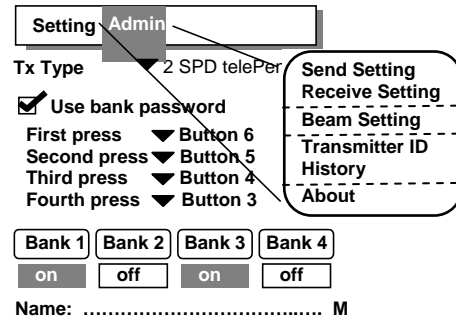 Setting Admin
Tx Type 2 SPD telePer
Use bank password
First press Button 6
Second press Button 5
Third press Button 4
Fourth press Button 3
Bank 1 Bank 2 Bank 3 Bank 4
on off on off
Name: ………………………………..…. M
Send Setting
Receive Setting
Beam Setting
Transmitter ID
History
About